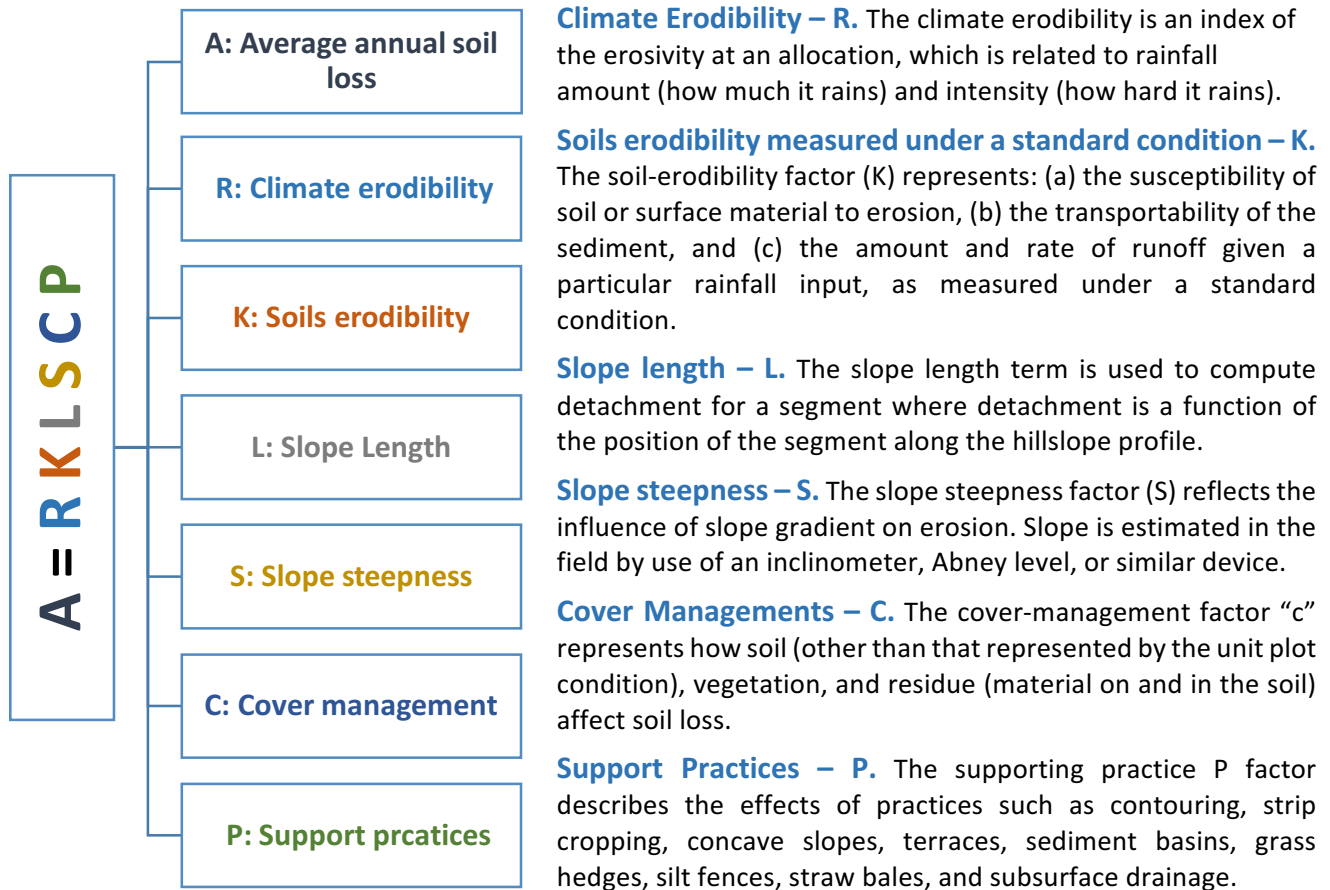 A = R K L S C P
A: Average annual soil
loss
R: Climate erodibility
K: Soils erodibility
L: Slope Length
S: Slope steepness
C: Cover management
P: Support prcatices
Climate Erodibility – R. The climate erodibility is an index of
the erosivity at an allocation, which is related to rainfall
amount (how much it rains) and intensity (how hard it rains).
Soils erodibility measured under a standard condition – K.
The soil-erodibility factor (K) represents: (a) the susceptibility of
soil or surface material to erosion, (b) the transportability of the
sediment, and (c) the amount and rate of runoff given a
particular rainfall input, as measured under a standard
condition.
Slope length – L. The slope length term is used to compute
detachment for a segment where detachment is a function of
the position of the segment along the hillslope profile.
Slope steepness – S. The slope steepness factor (S) reflects the
influence of slope gradient on erosion. Slope is estimated in the
field by use of an inclinometer, Abney level, or similar device.
Cover Managements – C. The cover-management factor “c”
represents how soil (other than that represented by the unit plot
condition), vegetation, and residue (material on and in the soil)
affect soil loss.
Support Practices – P. The supporting practice P factor
describes the effects of practices such as contouring, strip
cropping, concave slopes, terraces, sediment basins, grass
hedges, silt fences, straw bales, and subsurface drainage.